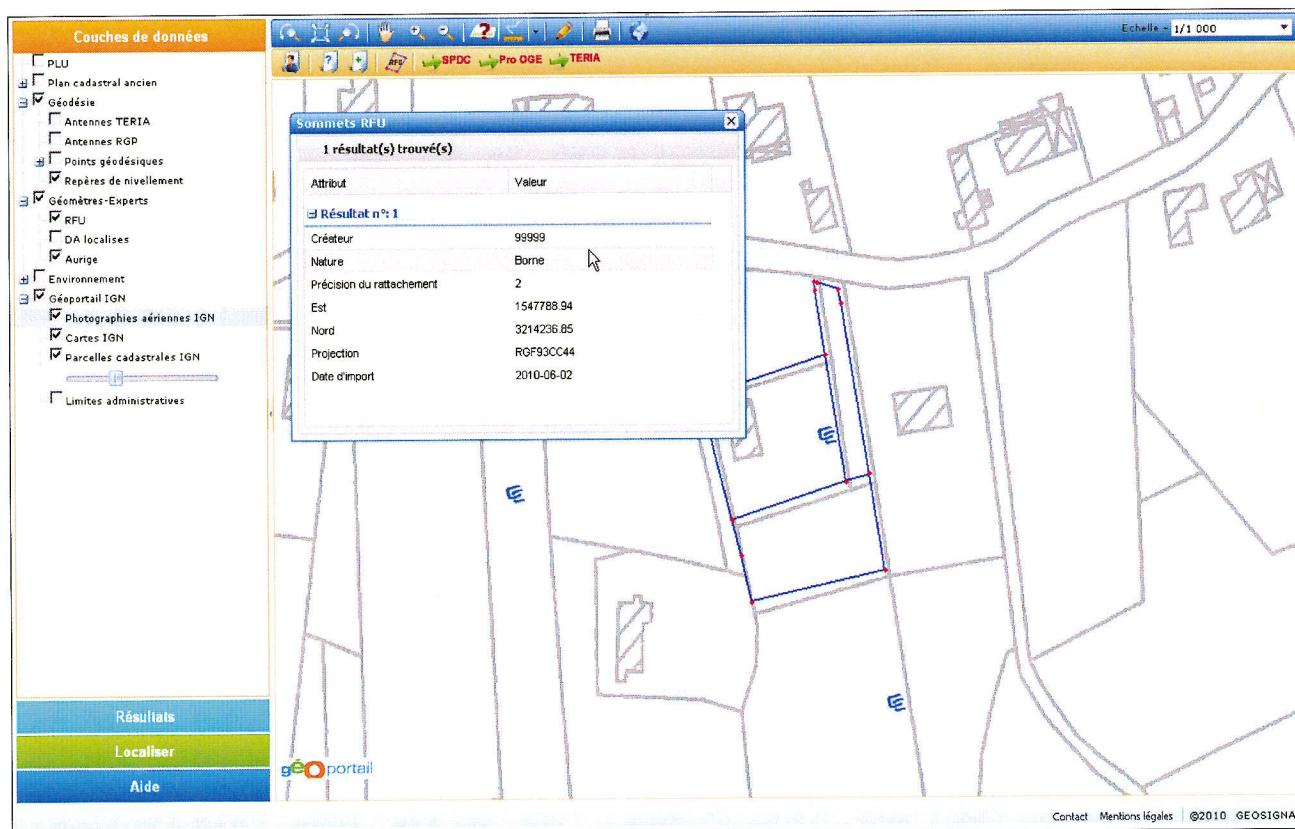 Couches de données
Echelle - 1/1 000
RFU SPDC Pro OGE TERIA
PLU
Plan cadastral ancien
Géodésie
Antennes TERIA
Antennes RGP
Points géodésiques
Repères de nivellement
Géomètres-Experts
RFU
DA localises
Aurige
Environnement
Géoportail IGN
Photographies aériennes IGN
Cartes IGN
Parcelles cadastrales IGN
Limites administratives
Résultats
Localiser
Aide
Sommets RFU
1 résultat(s) trouvé(s)
Attribut Valeur
Résultat n°: 1
Créateur 99999
Nature Borne
Précision du rattachement 2
Est 1547788.94
Nord 3214236.85
Projection RGF93CC44
Date d'import 2010-06-02
géoportail
Contact Mentions légales ©2010 GEOSIGNA